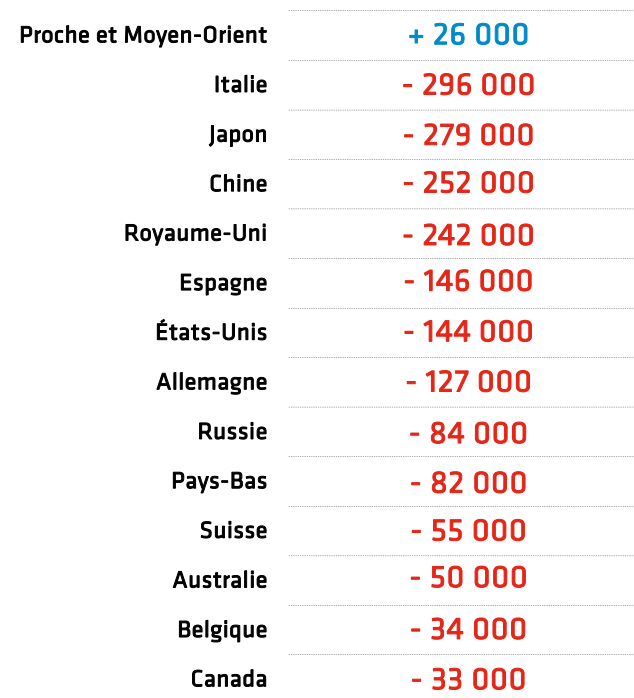 Proche et Moyen-Orient + 26 000
Italie - 296 000
Japon - 279 000
Chine - 252 000
Royaume-Uni - 242 000
Espagne - 146 000
États-Unis - 144 000
Allemagne - 127 000
Russie - 84 000
Pays-Bas - 82 000
Suisse - 55 000
Australie - 50 000
Belgique - 34 000
Canada - 33 000